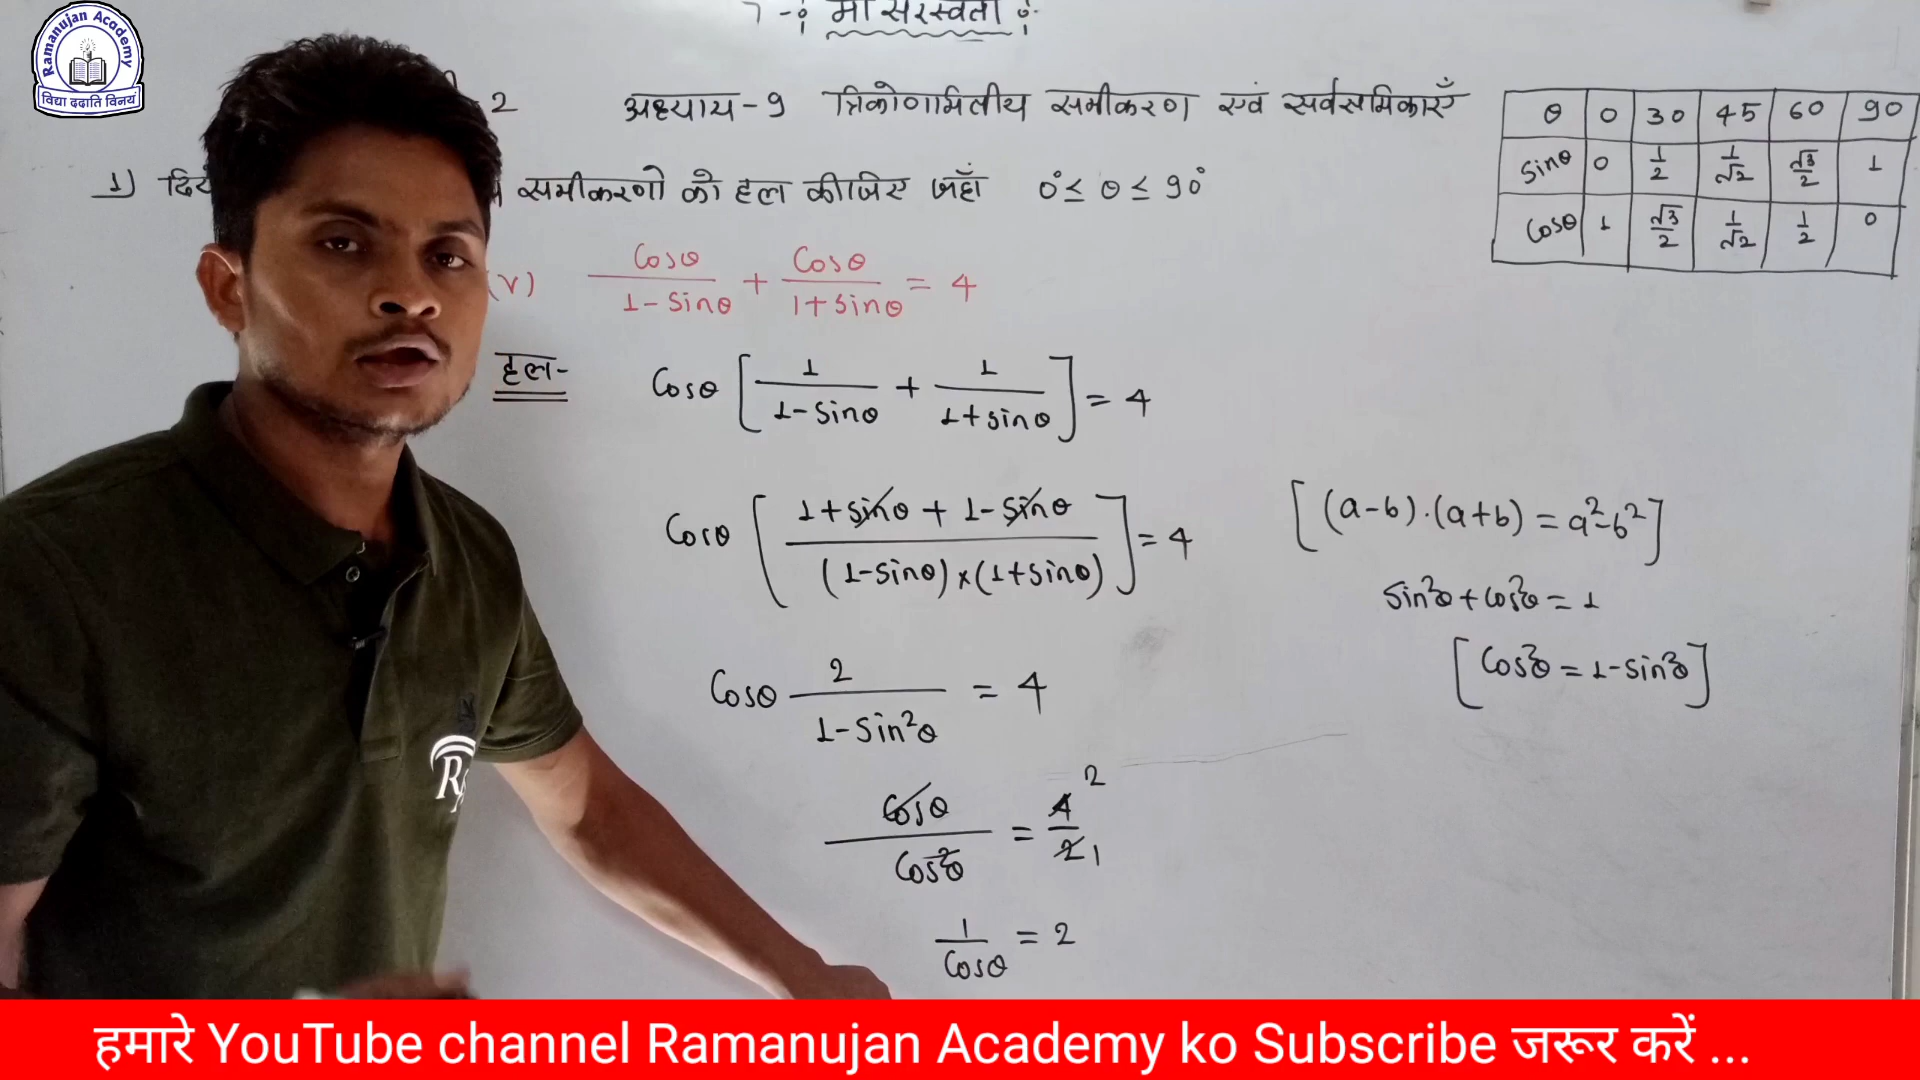 Ramanujan Academy
विद्या ददाति विनयं
माँ सरस्वती
2 अध्याय-9 त्रिकोणमितीय समीकरण एवं सर्वसमिकाएँ
1) समीकरणो को हल कीजिए जहाँ 0°≤ θ ≤ 90°
(v) Cosθ/(1-Sinθ) + Cosθ/(1+Sinθ) = 4
हल- Cosθ [1/(1-Sinθ) + 1/(1+Sinθ)] = 4
Cosθ [(1+Sinθ + 1-Sinθ)/((1-Sinθ)×(1+Sinθ))] = 4
Cosθ 2/(1-Sin²θ) = 4
Cosθ/Cos²θ = 4/2 2 1
1/Cosθ = 2
[(a-b).(a+b) = a²-b²]
Sin²θ + Cos²θ = 1
[Cos²θ = 1-Sin²θ]
θ 0 30 45 60 90
Sinθ 0 1/2 1/√2 √3/2 1
Cosθ 1 √3/2 1/√2 1/2 0
हमारे YouTube channel Ramanujan Academy ko Subscribe जरूर करें ...